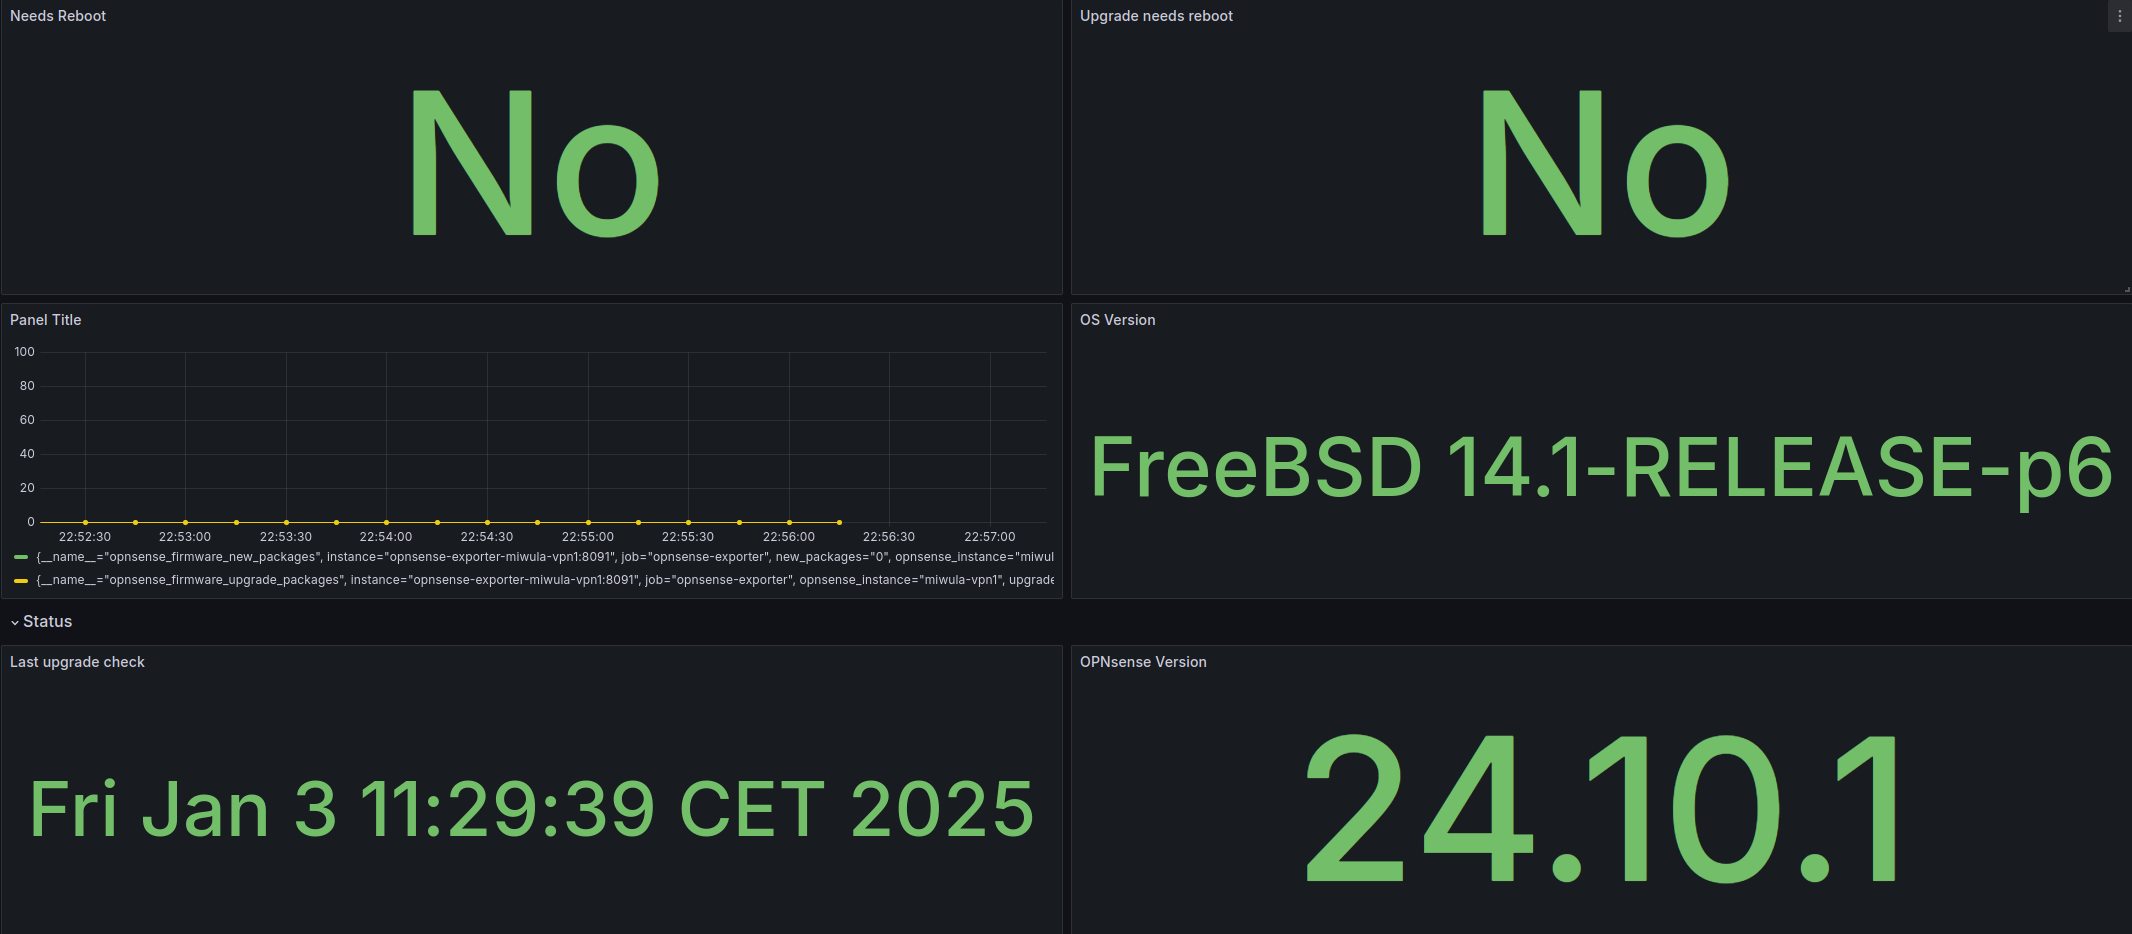 Needs Reboot
No
Upgrade needs reboot
No
Panel Title
100
80
60
40
20
0
22:52:30 22:53:00 22:53:30 22:54:00 22:54:30 22:55:00 22:55:30 22:56:00 22:56:30 22:57:00
{__name__="opnsense_firmware_new_packages", instance="opnsense-exporter-miwula-vpn1:8091", job="opnsense-exporter", new_packages="0", opnsense_instance="miwul
{__name__="opnsense_firmware_upgrade_packages", instance="opnsense-exporter-miwula-vpn1:8091", job="opnsense-exporter", opnsense_instance="miwula-vpn1", upgrade
OS Version
FreeBSD 14.1-RELEASE-p6
Status
Last upgrade check
Fri Jan 3 11:29:39 CET 2025
OPNsense Version
24.10.1